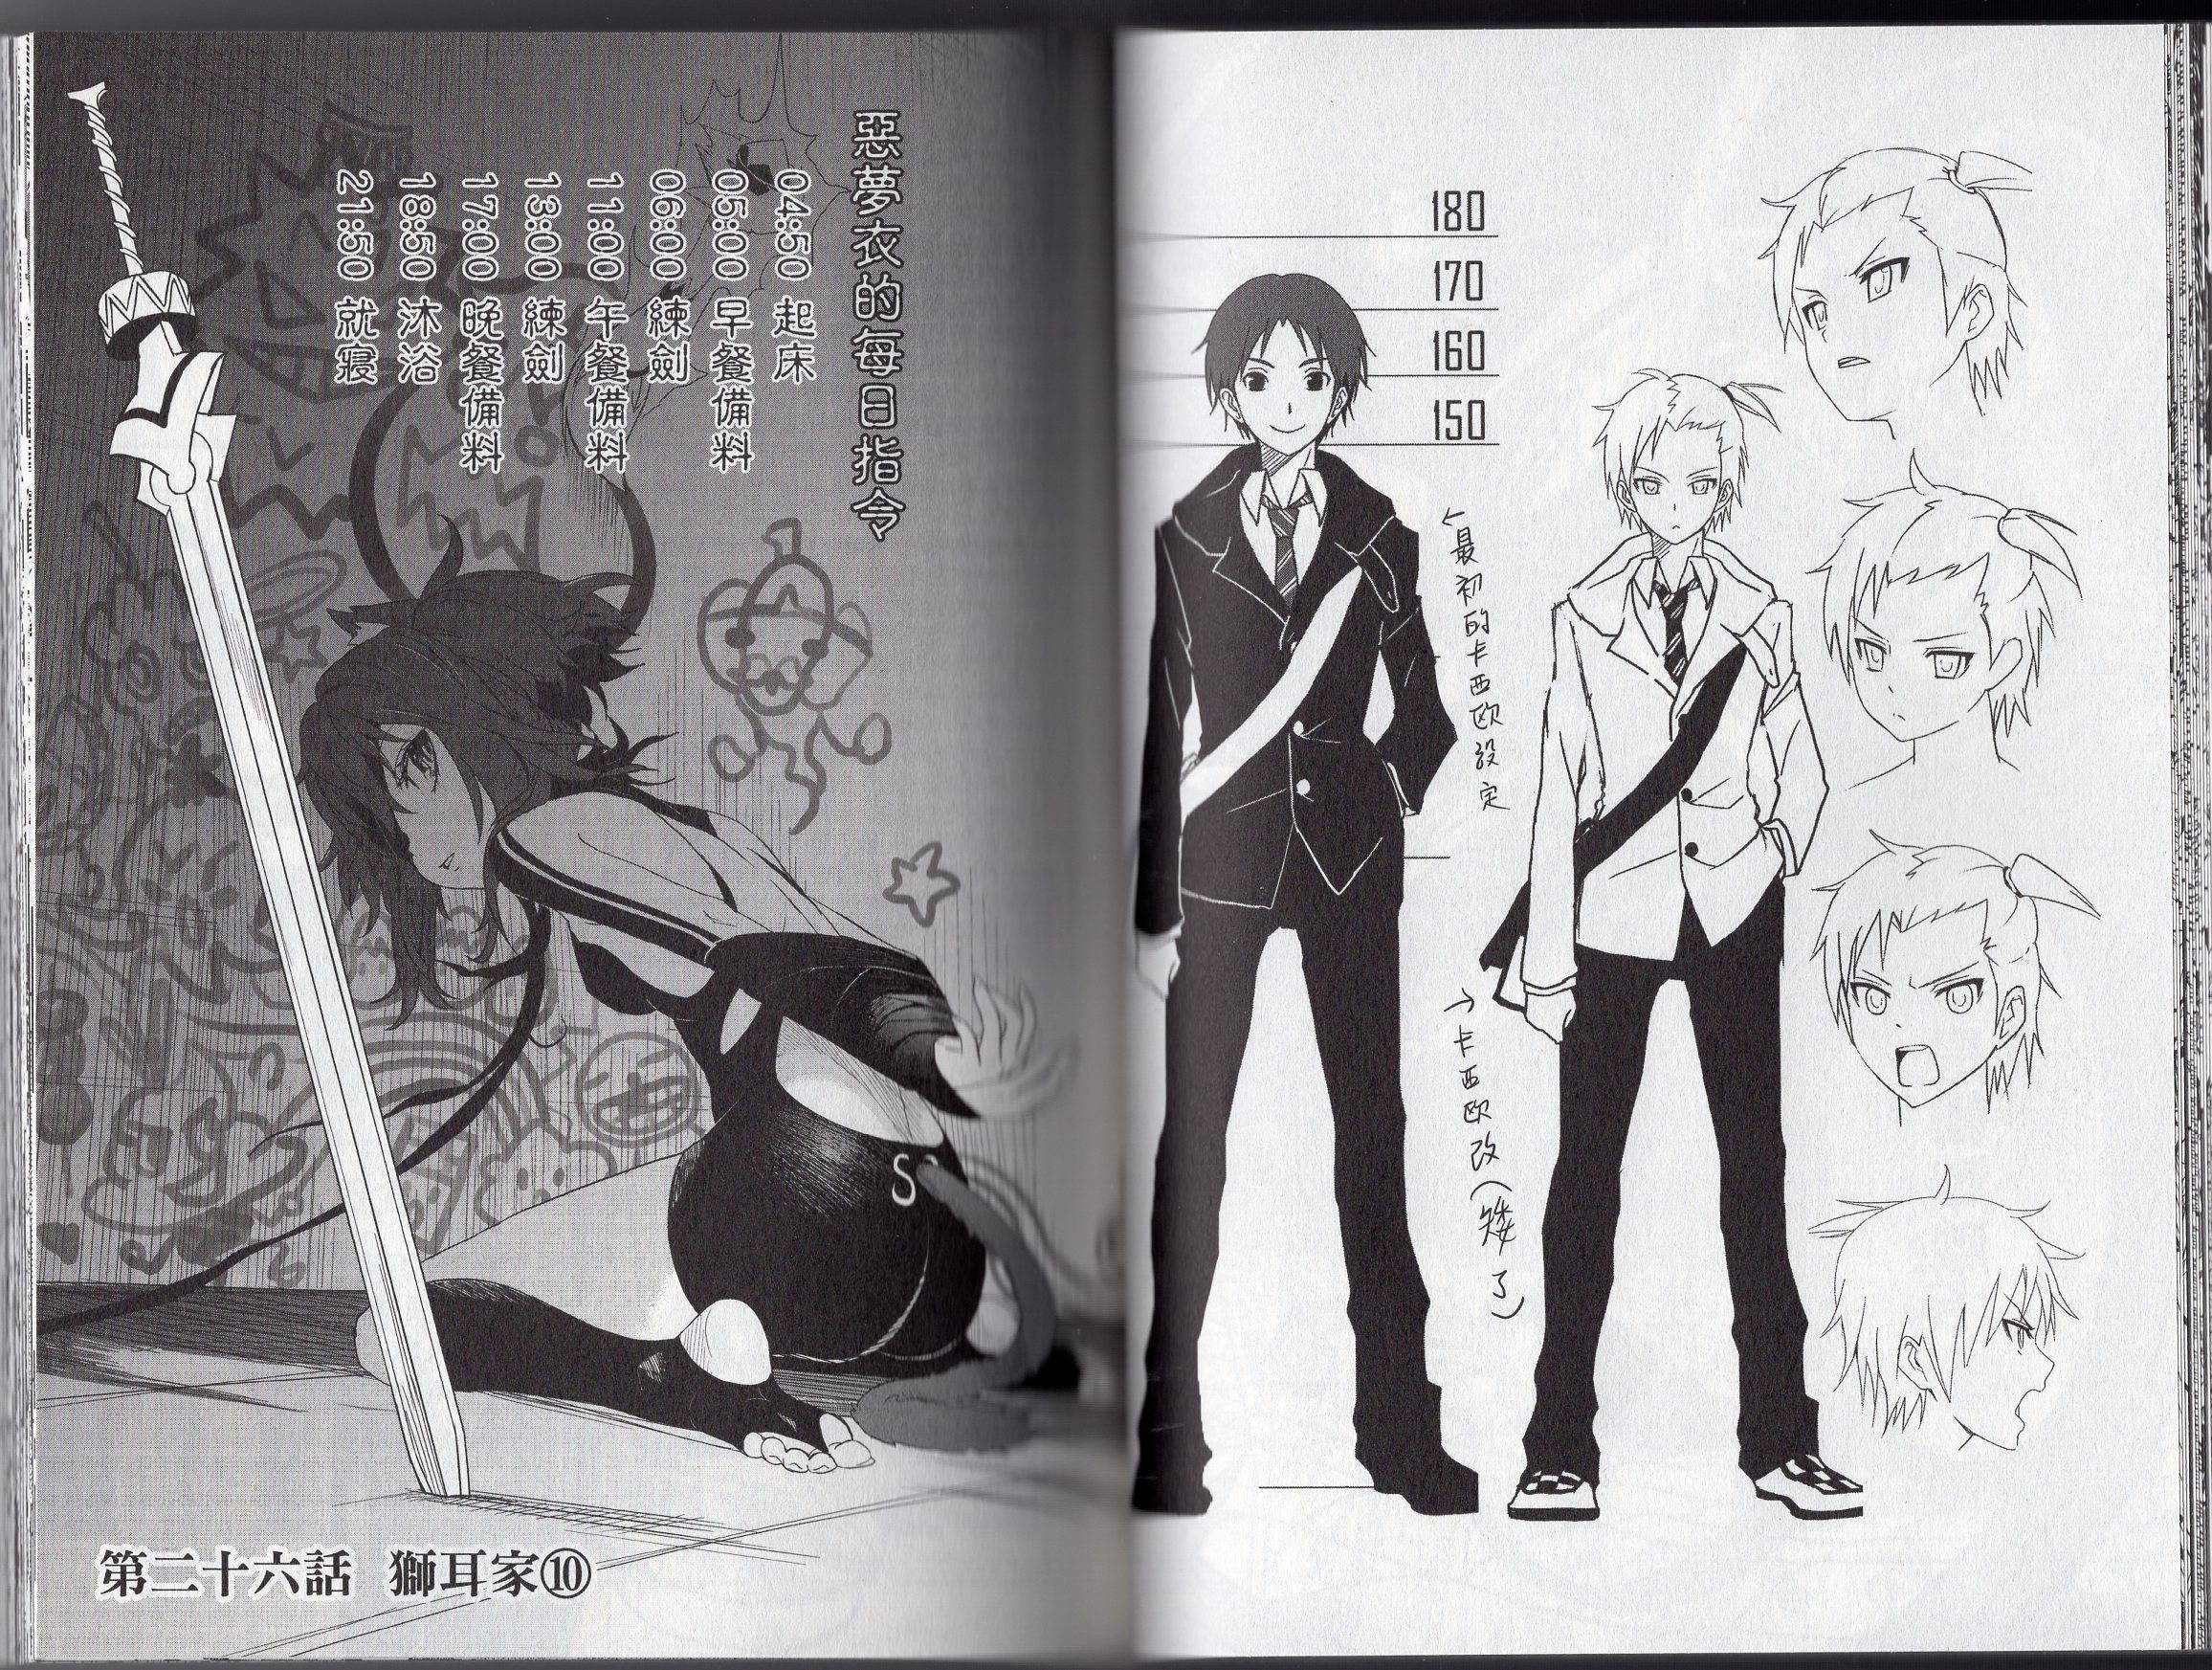 180
170
160
150
←最初的卡西歐設定
→卡西歐改(矮了)
惡夢衣的每日指令
04:50 起床
05:00 早餐備料
06:00 練劍
11:00 午餐備料
13:00 練劍
17:00 晚餐備料
18:50 沐浴
21:50 就寢
S
第二十六話 獅耳家⑩